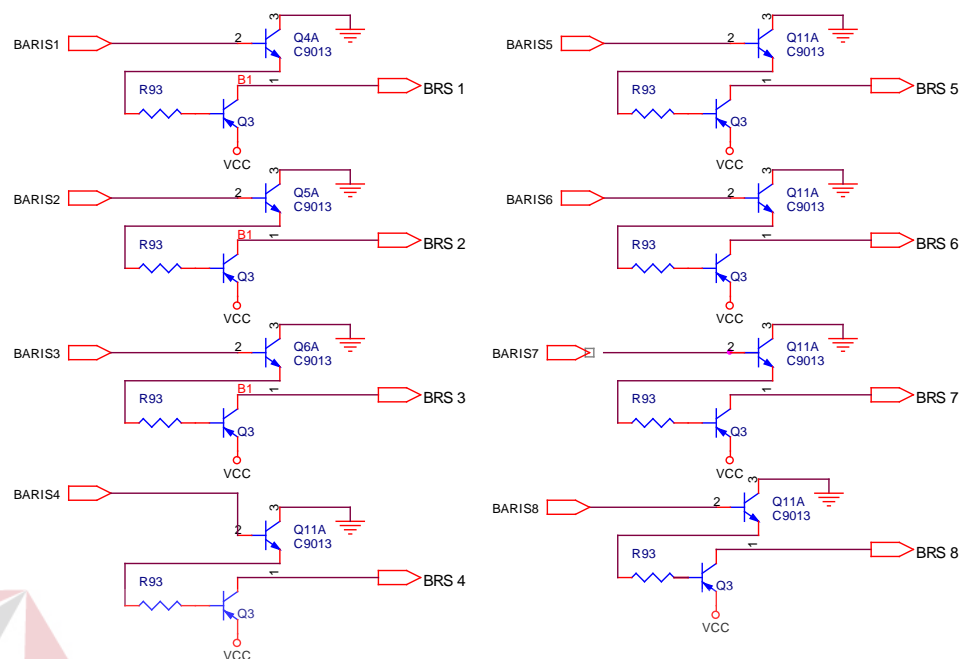 BARIS1
2
3
Q4A
C9013
1
R93
B1
Q3
VCC
BRS 1
BARIS2
2
3
Q5A
C9013
1
R93
B1
Q3
VCC
BRS 2
BARIS3
2
3
Q6A
C9013
1
R93
B1
Q3
VCC
BRS 3
BARIS4
2
3
Q11A
C9013
1
R93
Q3
VCC
BRS 4
BARIS5
2
3
Q11A
C9013
1
R93
Q3
VCC
BRS 5
BARIS6
2
3
Q11A
C9013
1
R93
Q3
VCC
BRS 6
BARIS7
2
3
Q11A
C9013
1
R93
Q3
VCC
BRS 7
BARIS8
2
3
Q11A
C9013
1
R93
Q3
VCC
BRS 8